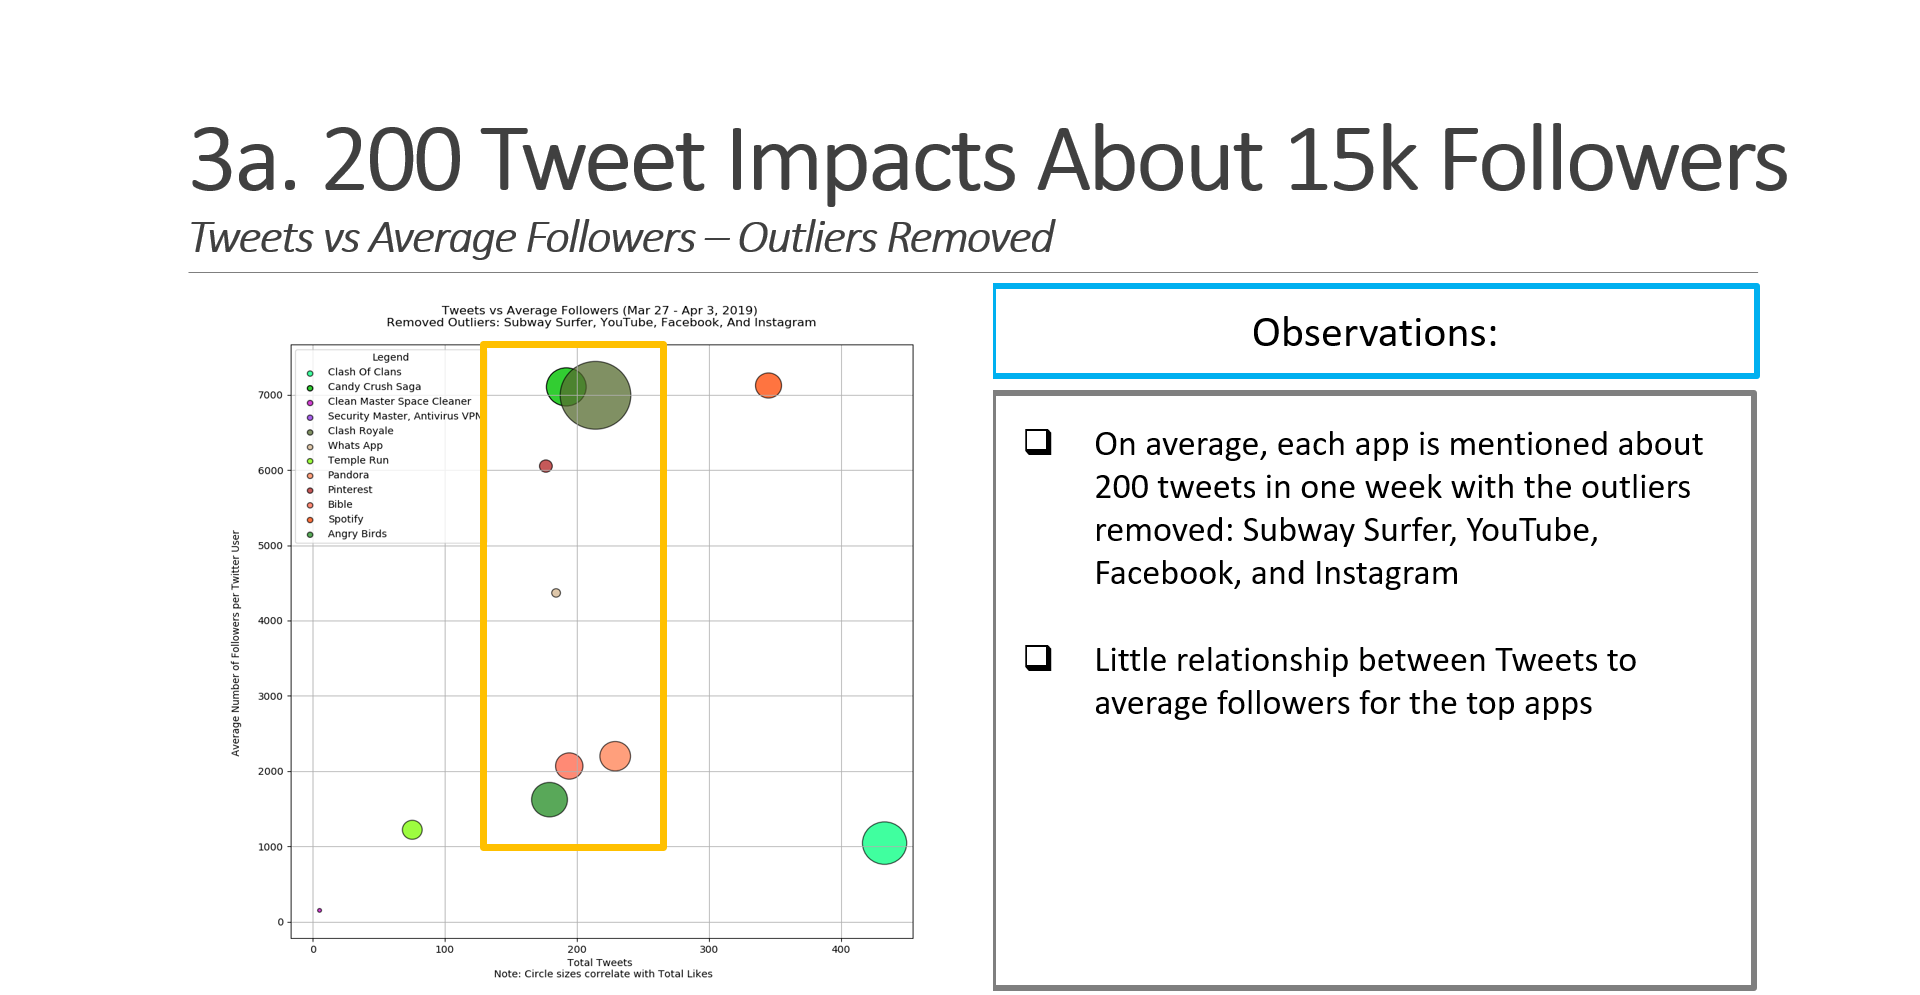 3a. 200 Tweet Impacts About 15k Followers
Tweets vs Average Followers – Outliers Removed
Tweets vs Average Followers (Mar 27 - Apr 3, 2019)
Removed Outliers: Subway Surfer, YouTube, Facebook, And Instagram
Legend
Clash Of Clans
Candy Crush Saga
Clean Master Space Cleaner
Security Master, Antivirus VPN
Clash Royale
Whats App
Temple Run
Pandora
Pinterest
Bible
Spotify
Angry Birds
Average Number of Followers per Twitter User
7000
6000
5000
4000
3000
2000
1000
0
0 100 200 300 400
Total Tweets
Note: Circle sizes correlate with Total Likes
Observations:
On average, each app is mentioned about
200 tweets in one week with the outliers
removed: Subway Surfer, YouTube,
Facebook, and Instagram
Little relationship between Tweets to
average followers for the top apps